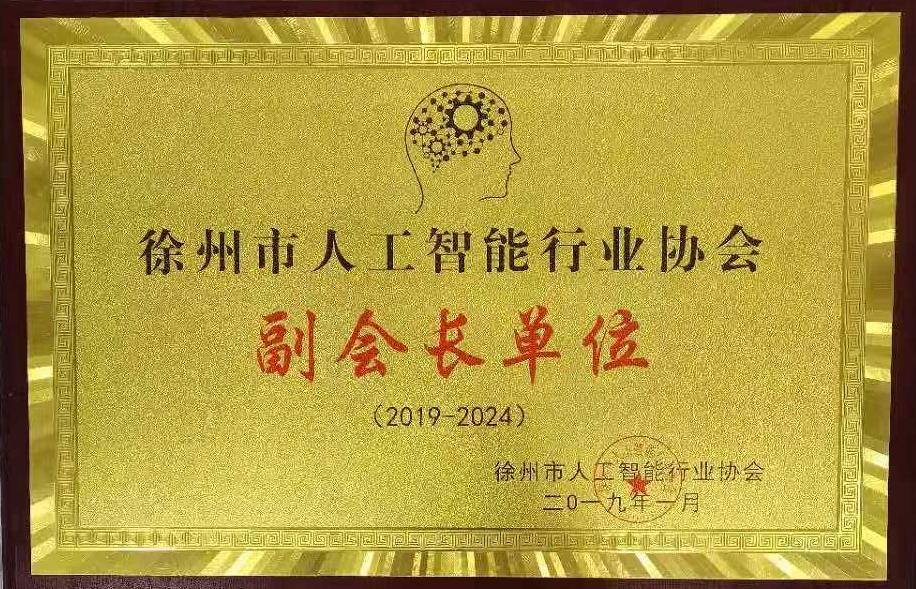 徐州市人工智能行业协会
副会长单位
（2019-2024）
徐州市人工智能行业协会
二0一九年一月